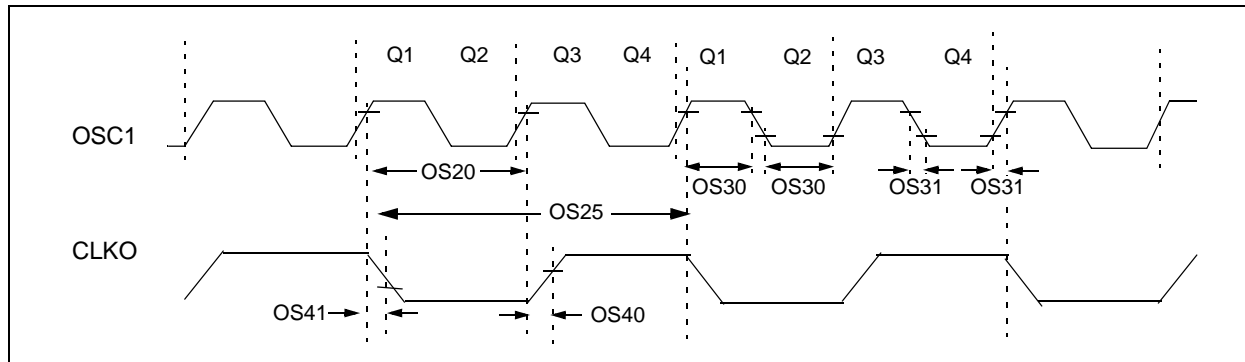 Q1 Q2 Q3 Q4 Q1 Q2 Q3 Q4
OSC1
OS20 OS30 OS30 OS31 OS31
OS25
CLKO
OS41 OS40